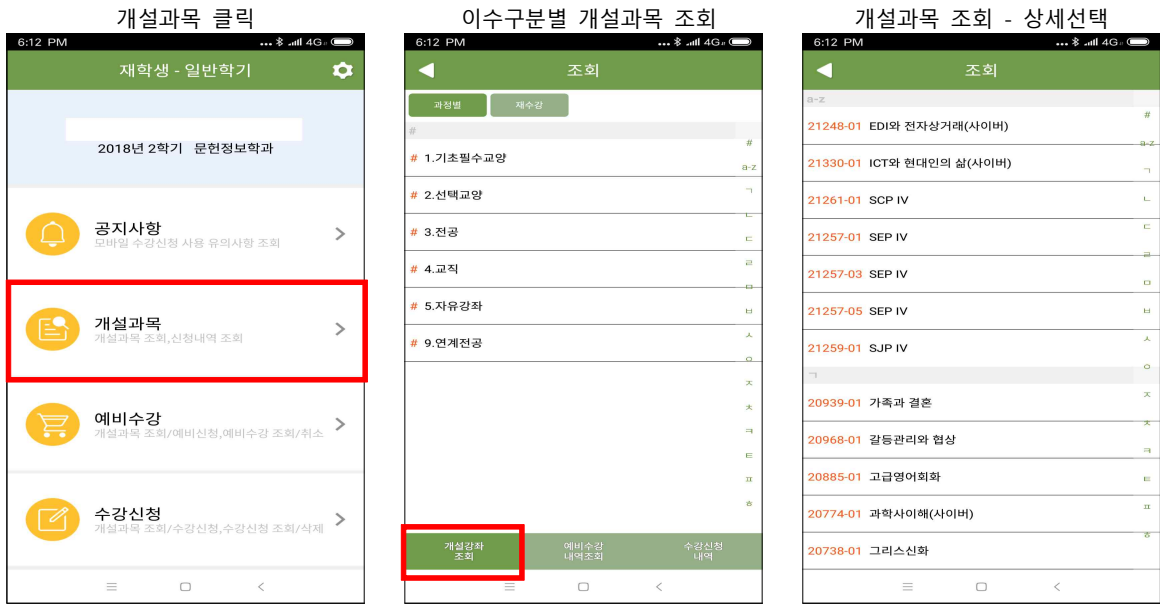 개설과목 클릭
6:12 PM
4G
재학생 - 일반학기
2018년 2학기 문헌정보학과
공지사항
모바일 수강신청 사용 유의사항 조회
개설과목
개설과목 조회,신청내역 조회
예비수강
개설과목 조회/예비신청,예비수강 조회/취소
수강신청
개설과목 조회/수강신청,수강신청 조회/삭제
이수구분별 개설과목 조회
6:12 PM
4G
조회
과정별
재수강
#
# 1.기초필수교양
# 2.선택교양
# 3.전공
# 4.교직
# 5.자유강좌
# 9.연계전공
#
a-z
ㄱ
ㄴ
ㄷ
ㄹ
ㅁ
ㅂ
ㅅ
ㅇ
ㅈ
ㅊ
ㅋ
ㅌ
ㅍ
ㅎ
개설강좌
조회
예비수강
내역조회
수강신청
내역
개설과목 조회 - 상세선택
6:12 PM
4G
조회
a-z
21248-01 EDI와 전자상거래(사이버)
21330-01 ICT와 현대인의 삶(사이버)
21261-01 SCP IV
21257-01 SEP IV
21257-03 SEP IV
21257-05 SEP IV
21259-01 SJP IV
ㄱ
20939-01 가족과 결혼
20968-01 갈등관리와 협상
20885-01 고급영어회화
20774-01 과학사이해(사이버)
20738-01 그리스신화
#
a-z
ㄱ
ㄴ
ㄷ
ㄹ
ㅁ
ㅂ
ㅅ
ㅇ
ㅈ
ㅊ
ㅋ
ㅌ
ㅍ
ㅎ